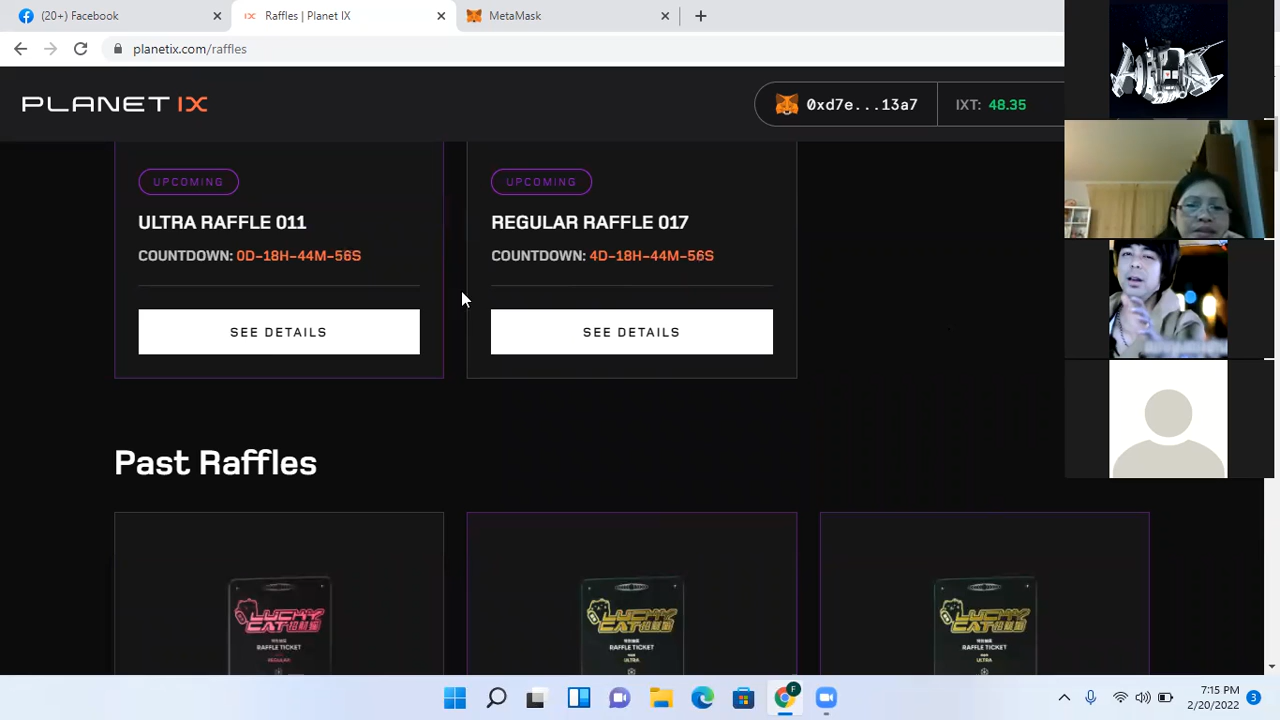 (20+) Facebook
Raffles | Planet IX
MetaMask
planetix.com/raffles
PLANET IX
0xd7e...13a7
IXT: 48.35
UPCOMING
ULTRA RAFFLE 011
COUNTDOWN: 0D-18H-44M-56S
SEE DETAILS
UPCOMING
REGULAR RAFFLE 017
COUNTDOWN: 4D-18H-44M-56S
SEE DETAILS
Past Raffles
LUCKY CAT
RAFFLE TICKET
REGULAR
LUCKY CAT
RAFFLE TICKET
ULTRA
LUCKY CAT
RAFFLE TICKET
ULTRA
F
7:15 PM
2/20/2022
3